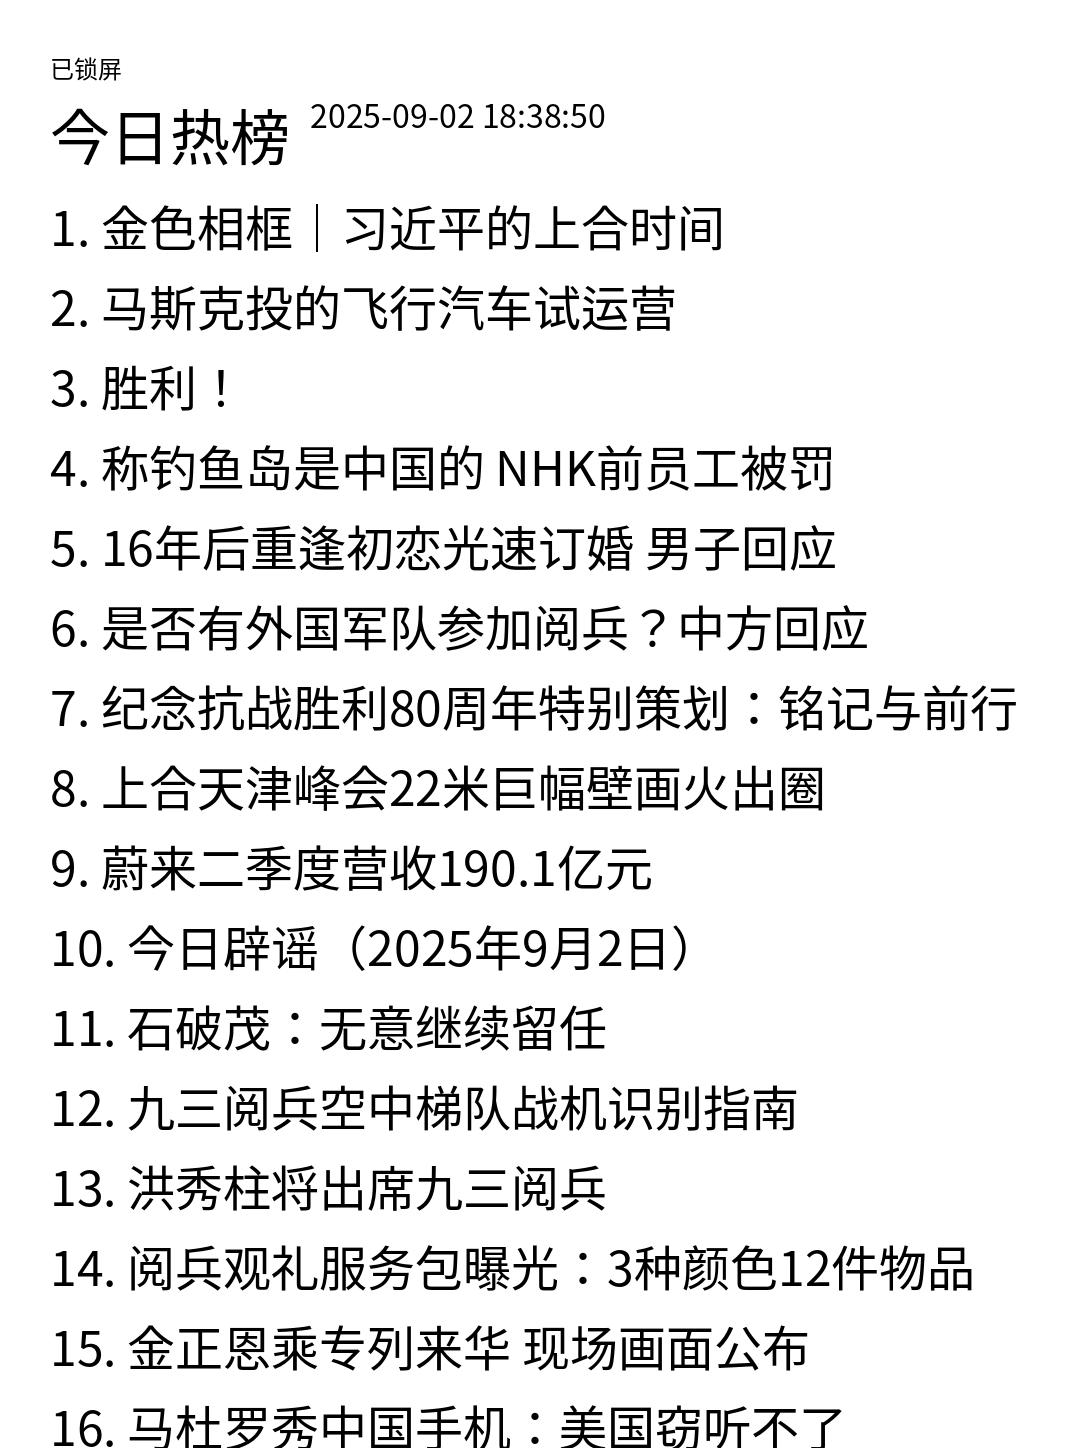 已锁屏
今日热榜 2025-09-02 18:38:50
1. 金色相框｜习近平的上合时间
2. 马斯克投的飞行汽车试运营
3. 胜利！
4. 称钓鱼岛是中国的 NHK前员工被罚
5. 16年后重逢初恋光速订婚 男子回应
6. 是否有外国军队参加阅兵？中方回应
7. 纪念抗战胜利80周年特别策划：铭记与前行
8. 上合天津峰会22米巨幅壁画火出圈
9. 蔚来二季度营收190.1亿元
10. 今日辟谣（2025年9月2日）
11. 石破茂：无意继续留任
12. 九三阅兵空中梯队战机识别指南
13. 洪秀柱将出席九三阅兵
14. 阅兵观礼服务包曝光：3种颜色12件物品
15. 金正恩乘专列来华 现场画面公布
16. 马杜罗秀中国手机：美国窃听不了